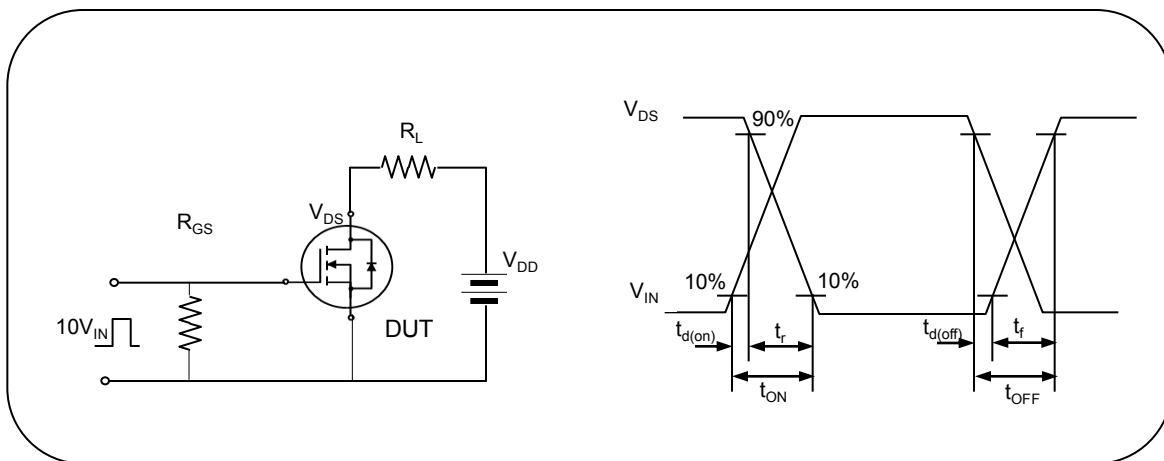 R_L
V_DS
R_GS
V_DD
10V_IN
DUT
V_DS
90%
10%
10%
V_IN
t_d(on)
t_r
t_d(off)
t_f
t_ON
t_OFF